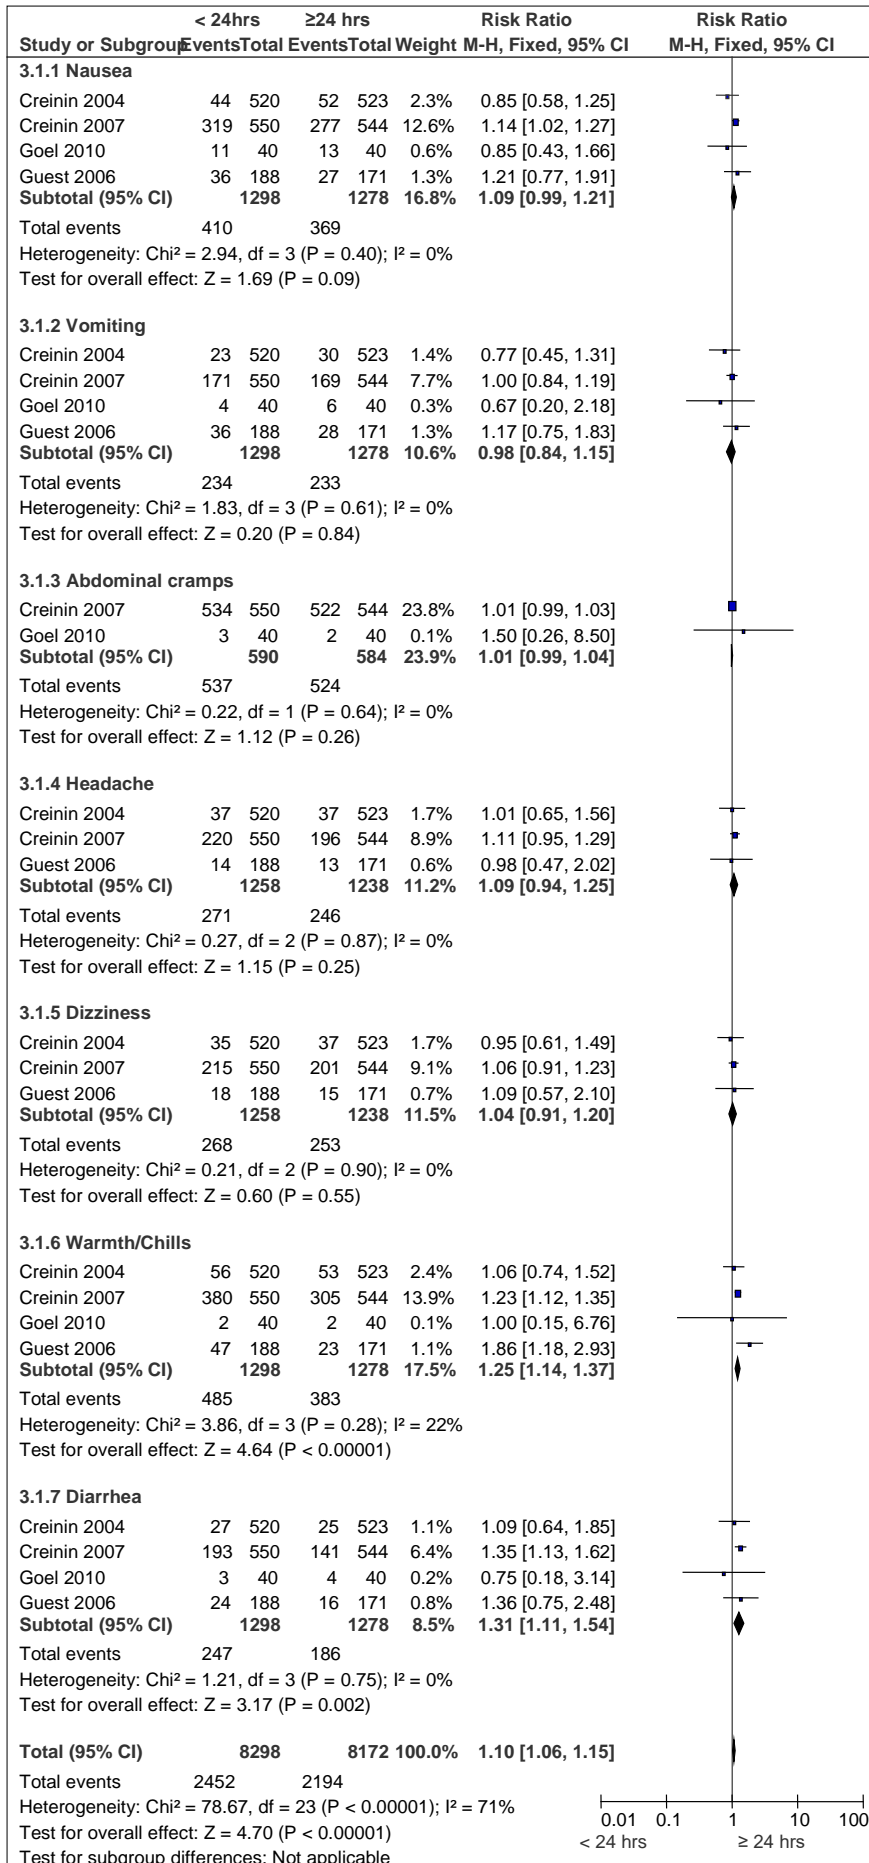 < 24hrs ≥24 hrs Risk Ratio Risk Ratio
Study or Subgroup Events Total Events Total Weight M-H, Fixed, 95% CI M-H, Fixed, 95% CI
3.1.1 Nausea
Creinin 2004 44 520 52 523 2.3% 0.85 [0.58, 1.25]
Creinin 2007 319 550 277 544 12.6% 1.14 [1.02, 1.27]
Goel 2010 11 40 13 40 0.6% 0.85 [0.43, 1.66]
Guest 2006 36 188 27 171 1.3% 1.21 [0.77, 1.91]
Subtotal (95% CI) 1298 1278 16.8% 1.09 [0.99, 1.21]
Total events 410 369
Heterogeneity: Chi² = 2.94, df = 3 (P = 0.40); I² = 0%
Test for overall effect: Z = 1.69 (P = 0.09)
3.1.2 Vomiting
Creinin 2004 23 520 30 523 1.4% 0.77 [0.45, 1.31]
Creinin 2007 171 550 169 544 7.7% 1.00 [0.84, 1.19]
Goel 2010 4 40 6 40 0.3% 0.67 [0.20, 2.18]
Guest 2006 36 188 28 171 1.3% 1.17 [0.75, 1.83]
Subtotal (95% CI) 1298 1278 10.6% 0.98 [0.84, 1.15]
Total events 234 233
Heterogeneity: Chi² = 1.83, df = 3 (P = 0.61); I² = 0%
Test for overall effect: Z = 0.20 (P = 0.84)
3.1.3 Abdominal cramps
Creinin 2007 534 550 522 544 23.8% 1.01 [0.99, 1.03]
Goel 2010 3 40 2 40 0.1% 1.50 [0.26, 8.50]
Subtotal (95% CI) 590 584 23.9% 1.01 [0.99, 1.04]
Total events 537 524
Heterogeneity: Chi² = 0.22, df = 1 (P = 0.64); I² = 0%
Test for overall effect: Z = 1.12 (P = 0.26)
3.1.4 Headache
Creinin 2004 37 520 37 523 1.7% 1.01 [0.65, 1.56]
Creinin 2007 220 550 196 544 8.9% 1.11 [0.95, 1.29]
Guest 2006 14 188 13 171 0.6% 0.98 [0.47, 2.02]
Subtotal (95% CI) 1258 1238 11.2% 1.09 [0.94, 1.25]
Total events 271 246
Heterogeneity: Chi² = 0.27, df = 2 (P = 0.87); I² = 0%
Test for overall effect: Z = 1.15 (P = 0.25)
3.1.5 Dizziness
Creinin 2004 35 520 37 523 1.7% 0.95 [0.61, 1.49]
Creinin 2007 215 550 201 544 9.1% 1.06 [0.91, 1.23]
Guest 2006 18 188 15 171 0.7% 1.09 [0.57, 2.10]
Subtotal (95% CI) 1258 1238 11.5% 1.04 [0.91, 1.20]
Total events 268 253
Heterogeneity: Chi² = 0.21, df = 2 (P = 0.90); I² = 0%
Test for overall effect: Z = 0.60 (P = 0.55)
3.1.6 Warmth/Chills
Creinin 2004 56 520 53 523 2.4% 1.06 [0.74, 1.52]
Creinin 2007 380 550 305 544 13.9% 1.23 [1.12, 1.35]
Goel 2010 2 40 2 40 0.1% 1.00 [0.15, 6.76]
Guest 2006 47 188 23 171 1.1% 1.86 [1.18, 2.93]
Subtotal (95% CI) 1298 1278 17.5% 1.25 [1.14, 1.37]
Total events 485 383
Heterogeneity: Chi² = 3.86, df = 3 (P = 0.28); I² = 22%
Test for overall effect: Z = 4.64 (P < 0.00001)
3.1.7 Diarrhea
Creinin 2004 27 520 25 523 1.1% 1.09 [0.64, 1.85]
Creinin 2007 193 550 141 544 6.4% 1.35 [1.13, 1.62]
Goel 2010 3 40 4 40 0.2% 0.75 [0.18, 3.14]
Guest 2006 24 188 16 171 0.8% 1.36 [0.75, 2.48]
Subtotal (95% CI) 1298 1278 8.5% 1.31 [1.11, 1.54]
Total events 247 186
Heterogeneity: Chi² = 1.21, df = 3 (P = 0.75); I² = 0%
Test for overall effect: Z = 3.17 (P = 0.002)
Total (95% CI) 8298 8172 100.0% 1.10 [1.06, 1.15]
Total events 2452 2194
Heterogeneity: Chi² = 78.67, df = 23 (P < 0.00001); I² = 71%
0.01 0.1 1 10 100
Test for overall effect: Z = 4.70 (P < 0.00001)
< 24 hrs ≥ 24 hrs
Test for subgroup differences: Not applicable